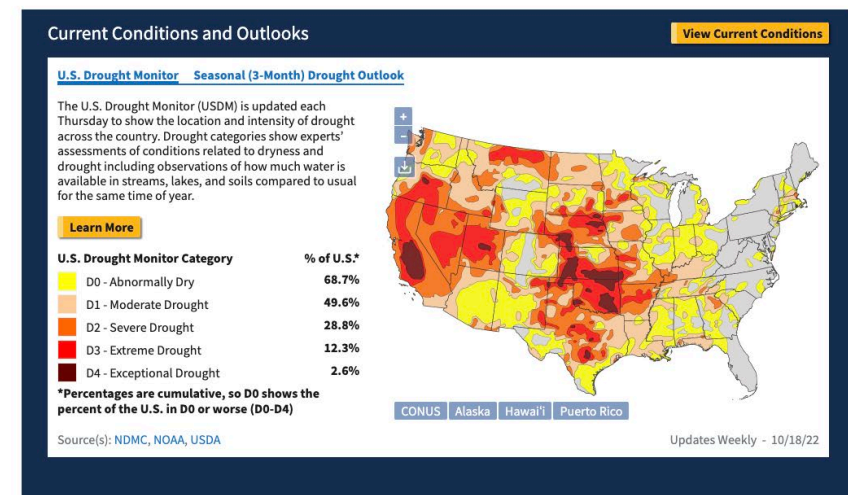 Current Conditions and Outlooks
View Current Conditions
U.S. Drought Monitor Seasonal (3-Month) Drought Outlook
The U.S. Drought Monitor (USDM) is updated each
Thursday to show the location and intensity of drought
across the country. Drought categories show experts'
assessments of conditions related to dryness and
drought including observations of how much water is
available in streams, lakes, and soils compared to usual
for the same time of year.
Learn More
U.S. Drought Monitor Category % of U.S.*
D0 - Abnormally Dry 68.7%
D1 - Moderate Drought 49.6%
D2 - Severe Drought 28.8%
D3 - Extreme Drought 12.3%
D4 - Exceptional Drought 2.6%
*Percentages are cumulative, so D0 shows the
percent of the U.S. in D0 or worse (D0-D4)
+
−
CONUS Alaska Hawai'i Puerto Rico
Source(s): NDMC, NOAA, USDA
Updates Weekly - 10/18/22